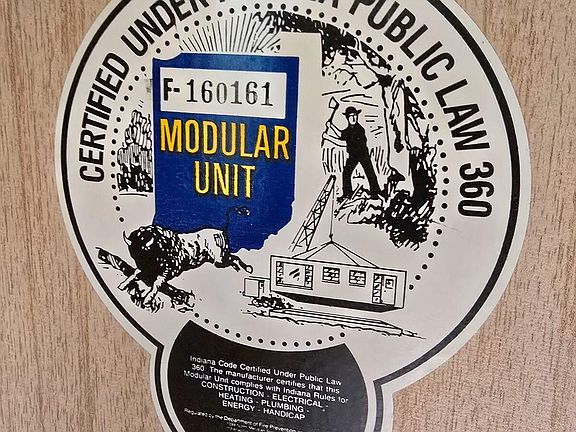 CERTIFIED UNDER PUBLIC LAW 360
F-160161
MODULAR
UNIT
Indiana Code Certified Under Public Law
360 The manufacturer certifies that this
Modular Unit complies with Indiana Rules for
CONSTRUCTION - ELECTRICAL,
HEATING - PLUMBING -
ENERGY - HANDICAP
Regulated by the Department of Fire Prevention